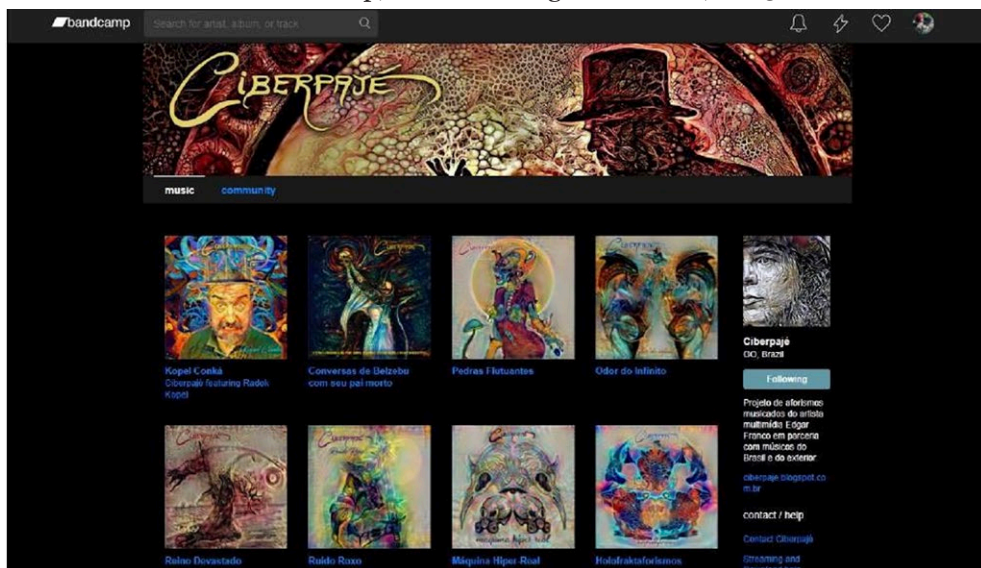 bandcamp
Search for artist, album, or track
CIBERPAJÉ
music
community
Kopel Conká
Ciberpajé featuring Radek
Kopel
Conversas de Belzebu
com seu pai morto
Pedras Flutuantes
Odor do Infinito
Ciberpajé
GO, Brazil
Following
Projeto de aforismos
musicados do artista
multimídia Edgar
Franco em parceria
com músicos do
Brasil e do exterior
ciberpaje.blogspot.co
m.br
contact / help
Contact Ciberpajé
Streaming and
Reino Devastado
Ruído Roxo
Máquina Hiper Real
Holofraktaforismos